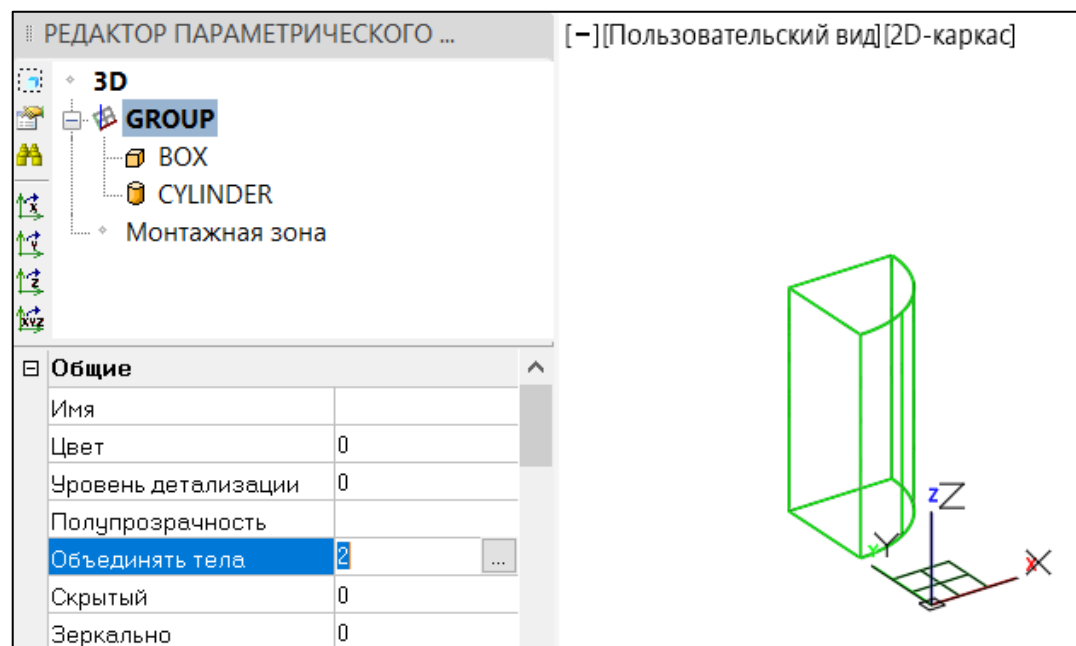 РЕДАКТОР ПАРАМЕТРИЧЕСКОГО ...
[−][Пользовательский вид][2D-каркас]
3D
GROUP
BOX
CYLINDER
Монтажная зона
X
Y
Z
XYZ
Общие
Имя
Цвет 0
Уровень детализации 0
Полупрозрачность
Объединять тела 2 ...
Скрытый 0
Зеркально 0
Z Z
Y Y
X X